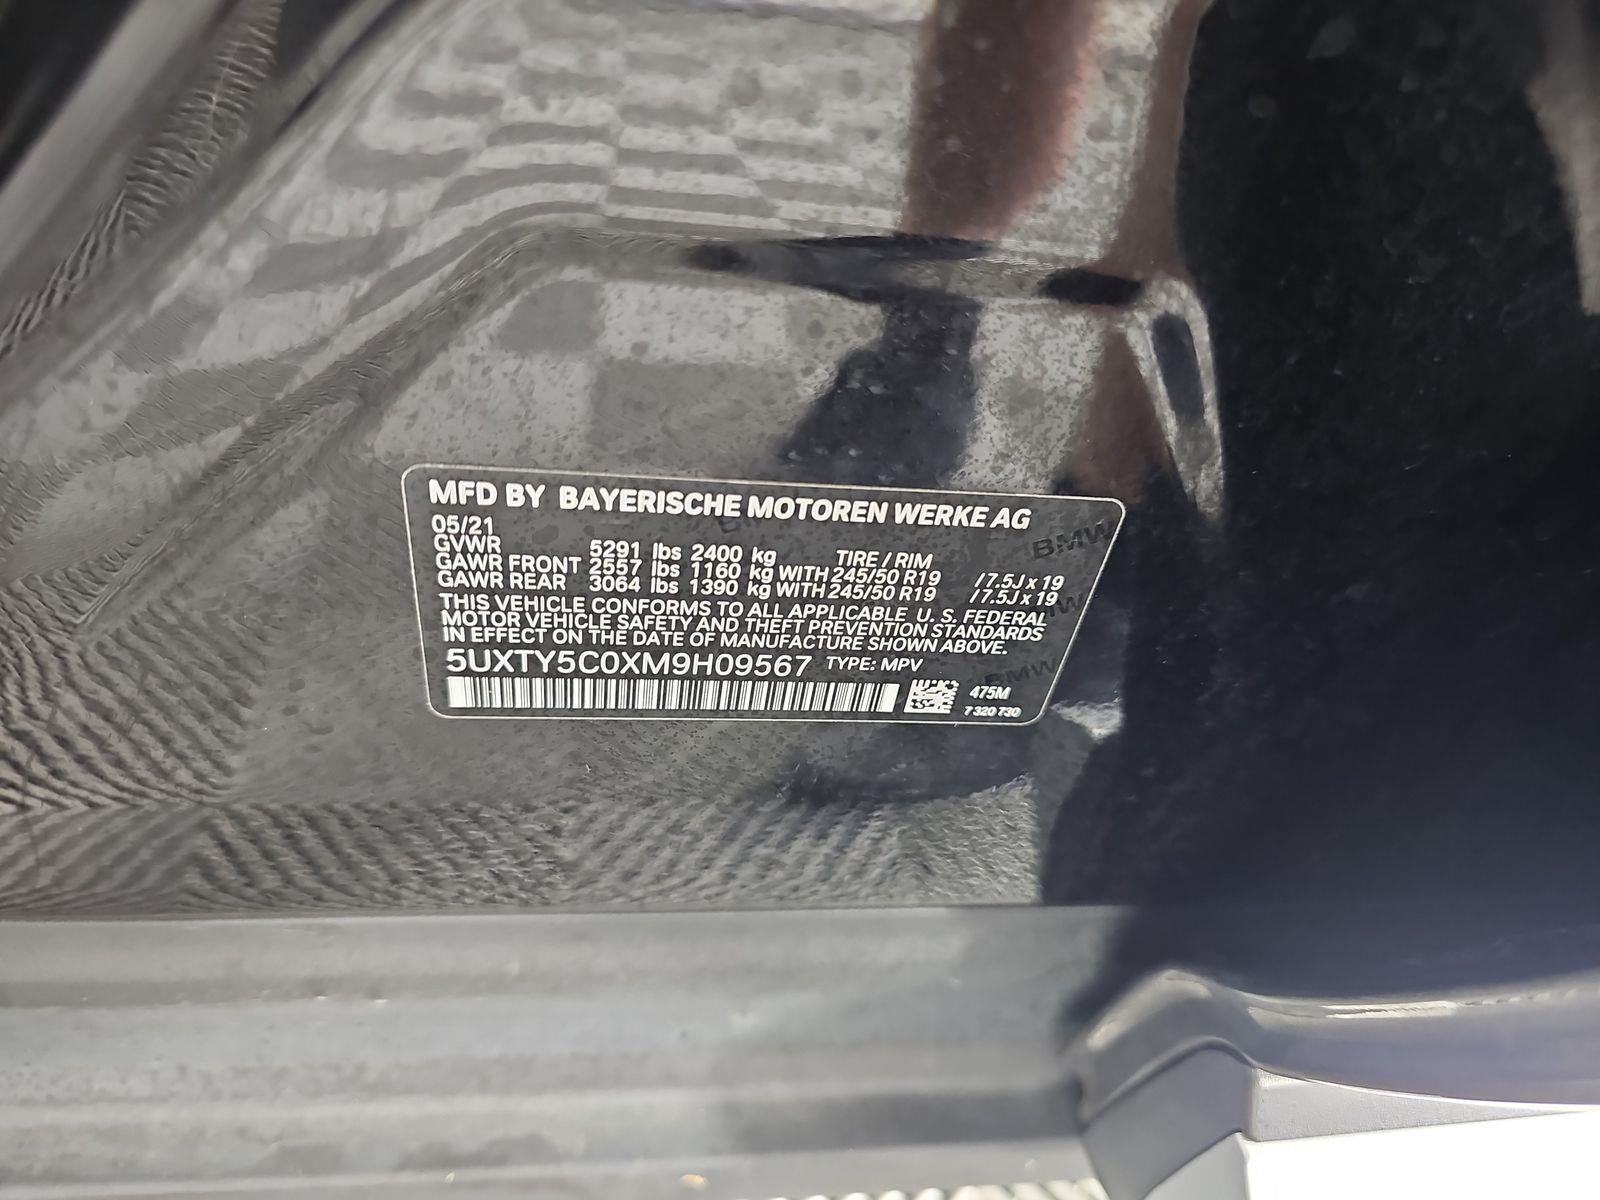 MFD BY BAYERISCHE MOTOREN WERKE AG
05/21
GVWR 5291 lbs 2400 kg TIRE / RIM
GAWR FRONT 2557 lbs 1160 kg WITH 245/50 R19 / 7.5J x 19
GAWR REAR 3064 lbs 1390 kg WITH 245/50 R19 / 7.5J x 19
THIS VEHICLE CONFORMS TO ALL APPLICABLE U. S. FEDERAL
MOTOR VEHICLE SAFETY AND THEFT PREVENTION STANDARDS
IN EFFECT ON THE DATE OF MANUFACTURE SHOWN ABOVE.
5UXTY5C0XM9H09567 TYPE: MPV
475M
7 320 730
BMW
BMW